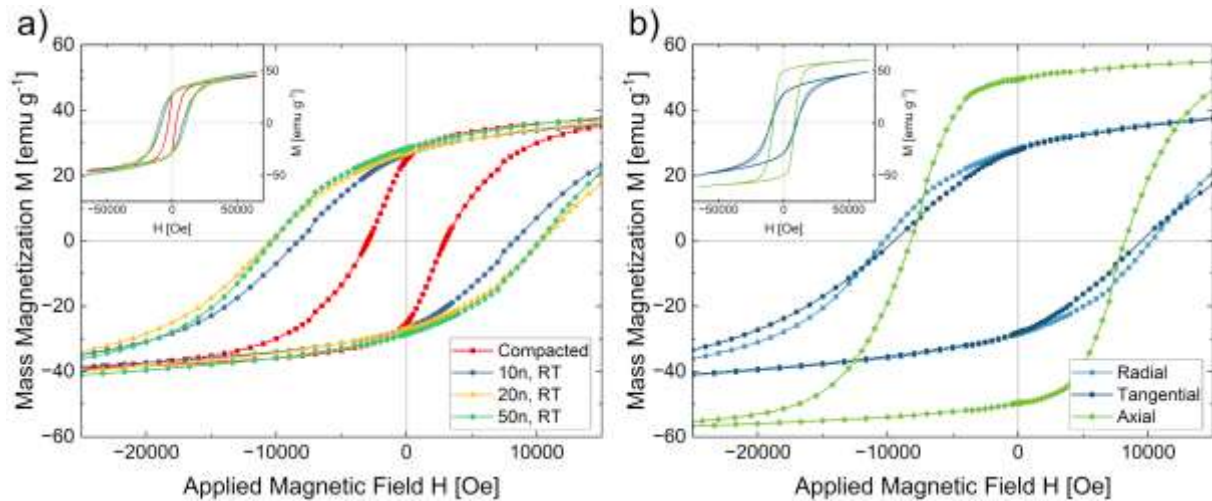 a)
60
40
20
0
−20
−40
−60
Mass Magnetization M [emu g⁻¹]
−20000 −10000 0 10000
Applied Magnetic Field H [Oe]
50
0
−50
M [emu g⁻¹]
−50000 0 50000
H [Oe]
Compacted
10n, RT
20n, RT
50n, RT
b)
60
40
20
0
−20
−40
−60
Mass Magnetization M [emu g⁻¹]
−20000 −10000 0 10000
Applied Magnetic Field H [Oe]
50
0
−50
M [emu g⁻¹]
−50000 0 50000
H [Oe]
Radial
Tangential
Axial